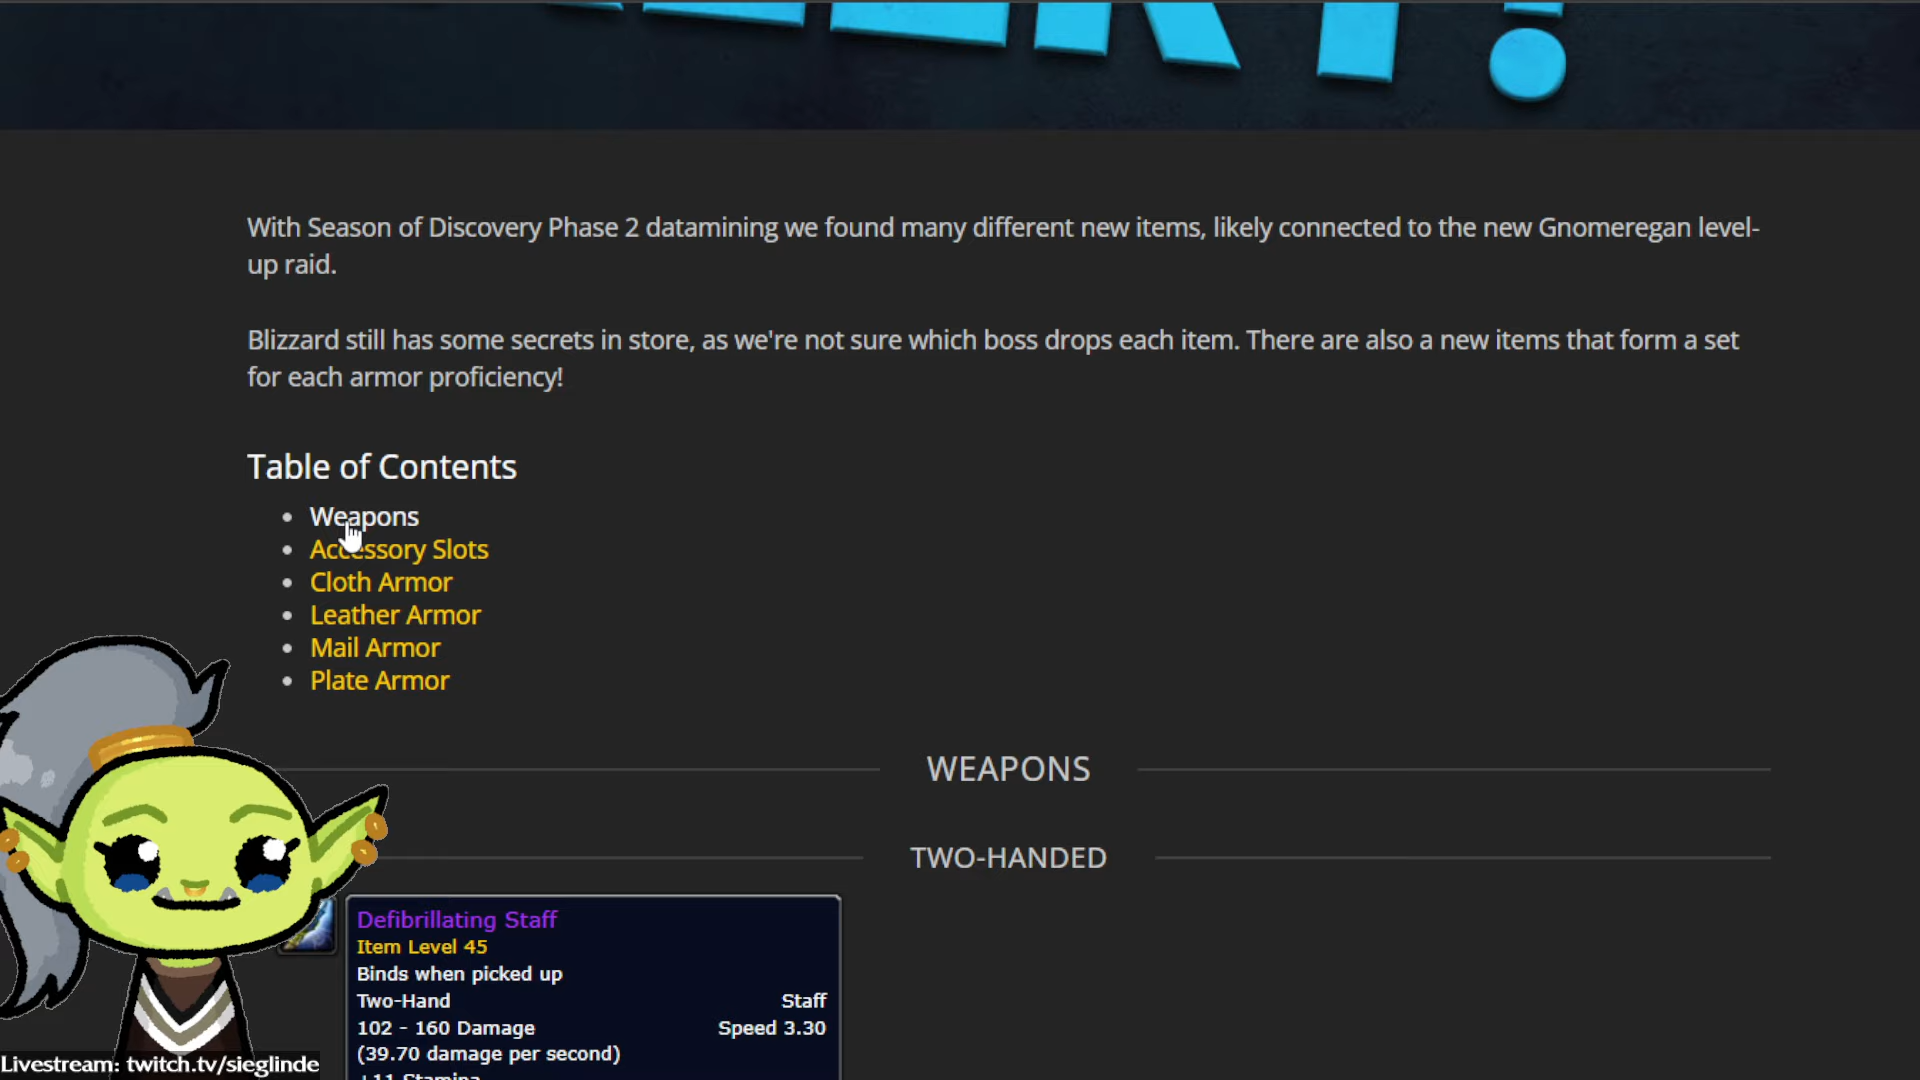 With Season of Discovery Phase 2 datamining we found many different new items, likely connected to the new Gnomeregan level-
up raid.
Blizzard still has some secrets in store, as we're not sure which boss drops each item. There are also a new items that form a set
for each armor proficiency!
Table of Contents
• Weapons
• Accessory Slots
• Cloth Armor
• Leather Armor
• Mail Armor
• Plate Armor
WEAPONS
TWO-HANDED
Defibrillating Staff
Item Level 45
Binds when picked up
Two-Hand Staff
102 - 160 Damage Speed 3.30
(39.70 damage per second)
+11 Stamina
Livestream: twitch.tv/sieglinde